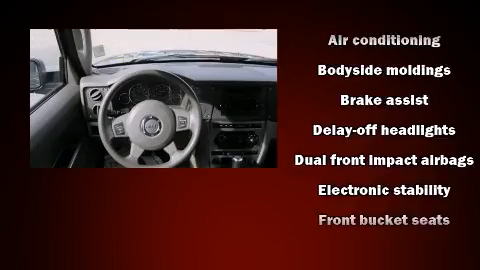 Air conditioning
Bodyside moldings
Brake assist
Delay-off headlights
Dual front impact airbags
Electronic stability
Front bucket seats